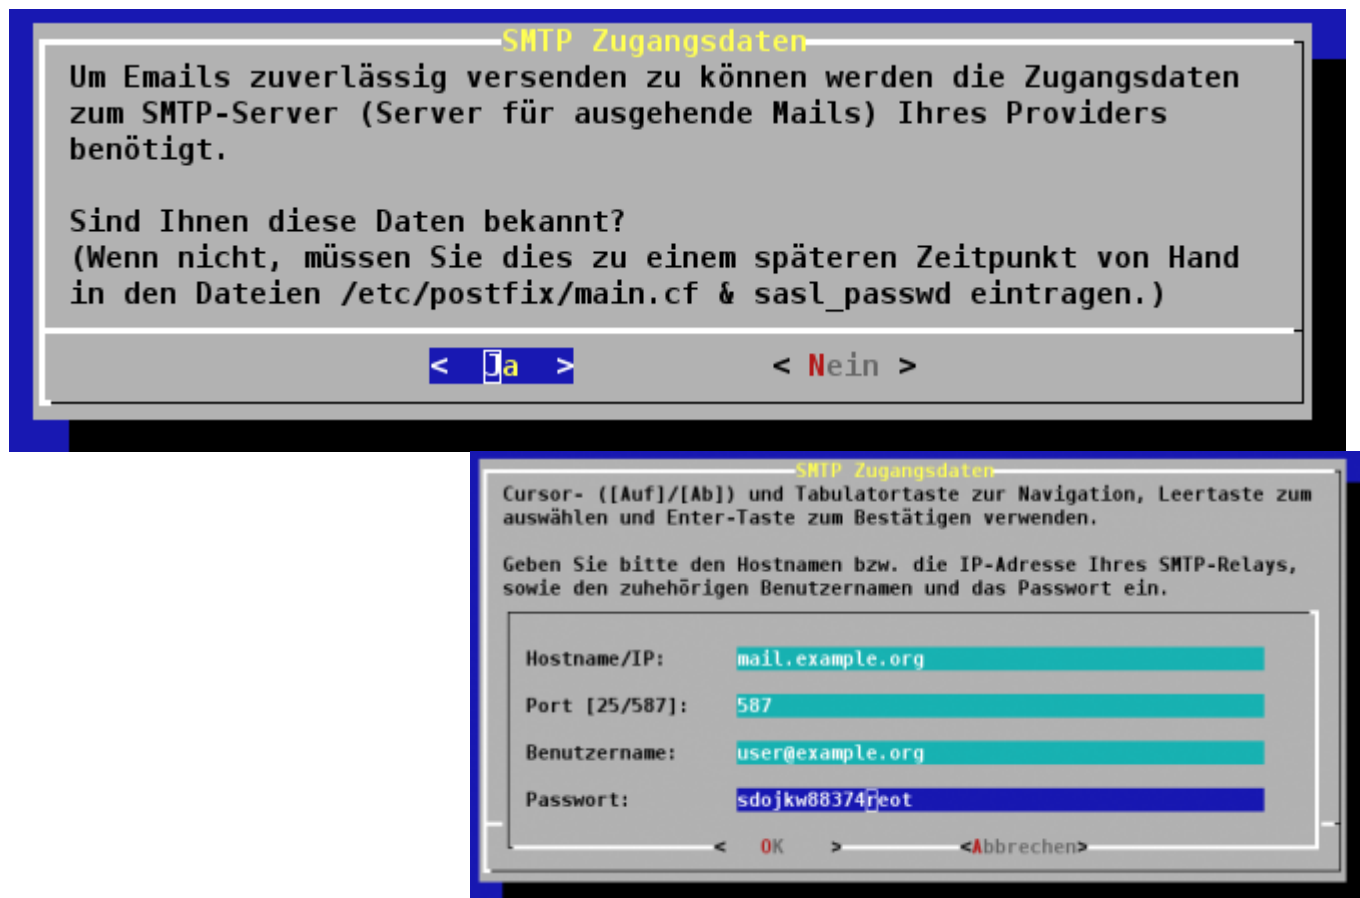 SMTP Zugangsdaten
Um Emails zuverlässig versenden zu können werden die Zugangsdaten
zum SMTP-Server (Server für ausgehende Mails) Ihres Providers
benötigt.
Sind Ihnen diese Daten bekannt?
(Wenn nicht, müssen Sie dies zu einem späteren Zeitpunkt von Hand
in den Dateien /etc/postfix/main.cf & sasl_passwd eintragen.)
< Ja > < Nein >
SMTP Zugangsdaten
Cursor- ([Auf]/[Ab]) und Tabulatortaste zur Navigation, Leertaste zum
auswählen und Enter-Taste zum Bestätigen verwenden.
Geben Sie bitte den Hostnamen bzw. die IP-Adresse Ihres SMTP-Relays,
sowie den zuhehörigen Benutzernamen und das Passwort ein.
Hostname/IP: mail.example.org
Port [25/587]: 587
Benutzername: user@example.org
Passwort: sdojkw88374reot
< OK > <Abbrechen>